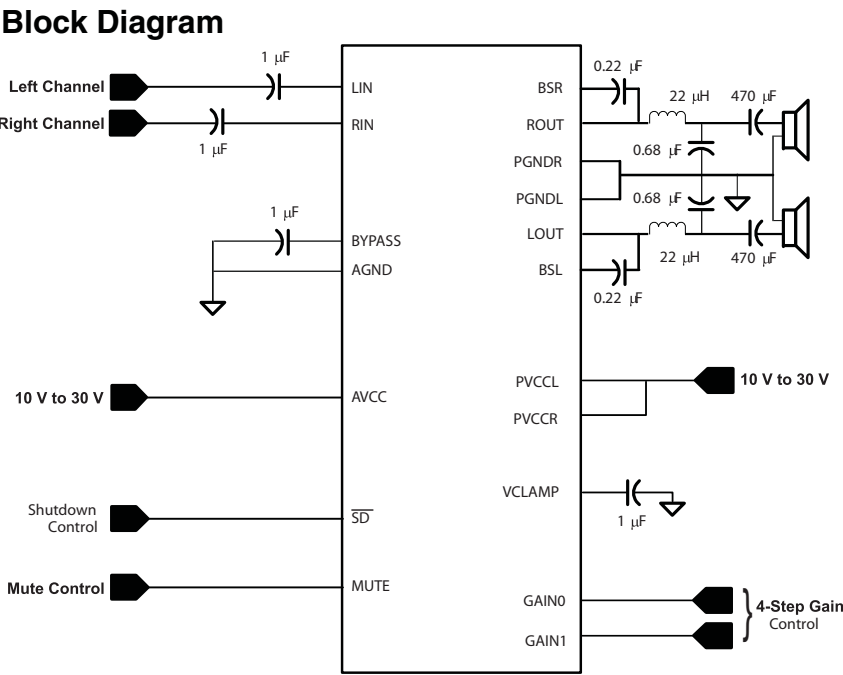 Block Diagram
1 μF
Left Channel
LIN
Right Channel
RIN
1 μF
1 μF
BYPASS
AGND
10 V to 30 V
AVCC
Shutdown
Control
SD
Mute Control
MUTE
0.22 μF
BSR
22 μH
470 μF
ROUT
0.68 μF
PGNDR
PGNDL
0.68 μF
LOUT
22 μH
470 μF
BSL
0.22 μF
PVCCL
10 V to 30 V
PVCCR
VCLAMP
1 μF
GAIN0
4-Step Gain
Control
GAIN1